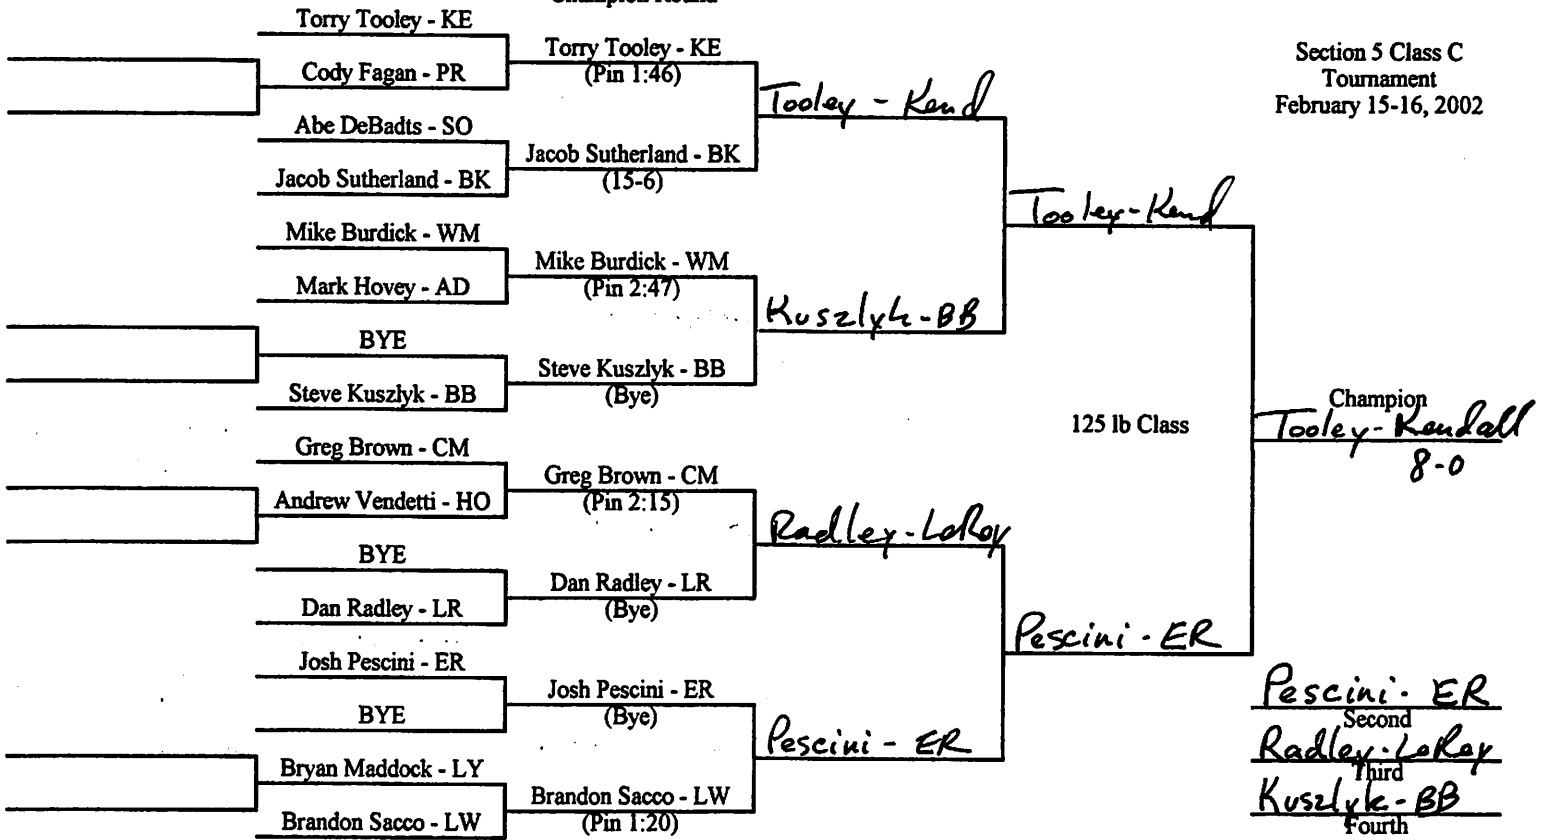 Torry Tooley - KE
Cody Fagan - PR
Abe DeBadts - SO
Jacob Sutherland - BK
Mike Burdick - WM
Mark Hovey - AD
BYE
Steve Kuszlyk - BB
Greg Brown - CM
Andrew Vendetti - HO
BYE
Dan Radley - LR
Josh Pescini - ER
BYE
Bryan Maddock - LY
Brandon Sacco - LW
Champion Round
Torry Tooley - KE
(Pin 1:46)
Jacob Sutherland - BK
(15-6)
Mike Burdick - WM
(Pin 2:47)
Steve Kuszlyk - BB
(Bye)
Greg Brown - CM
(Pin 2:15)
Dan Radley - LR
(Bye)
Josh Pescini - ER
(Bye)
Brandon Sacco - LW
(Pin 1:20)
Tooley - Kend
Kuszlyk - BB
Radley - LeRoy
Pescini - ER
Tooley - Kend
Pescini - ER
125 lb Class
Section 5 Class C
Tournament
February 15-16, 2002
Champion
Tooley - Kendall
8-0
Pescini - ER
Second
Radley - LeRoy
Third
Kuszlyk - BB
Fourth